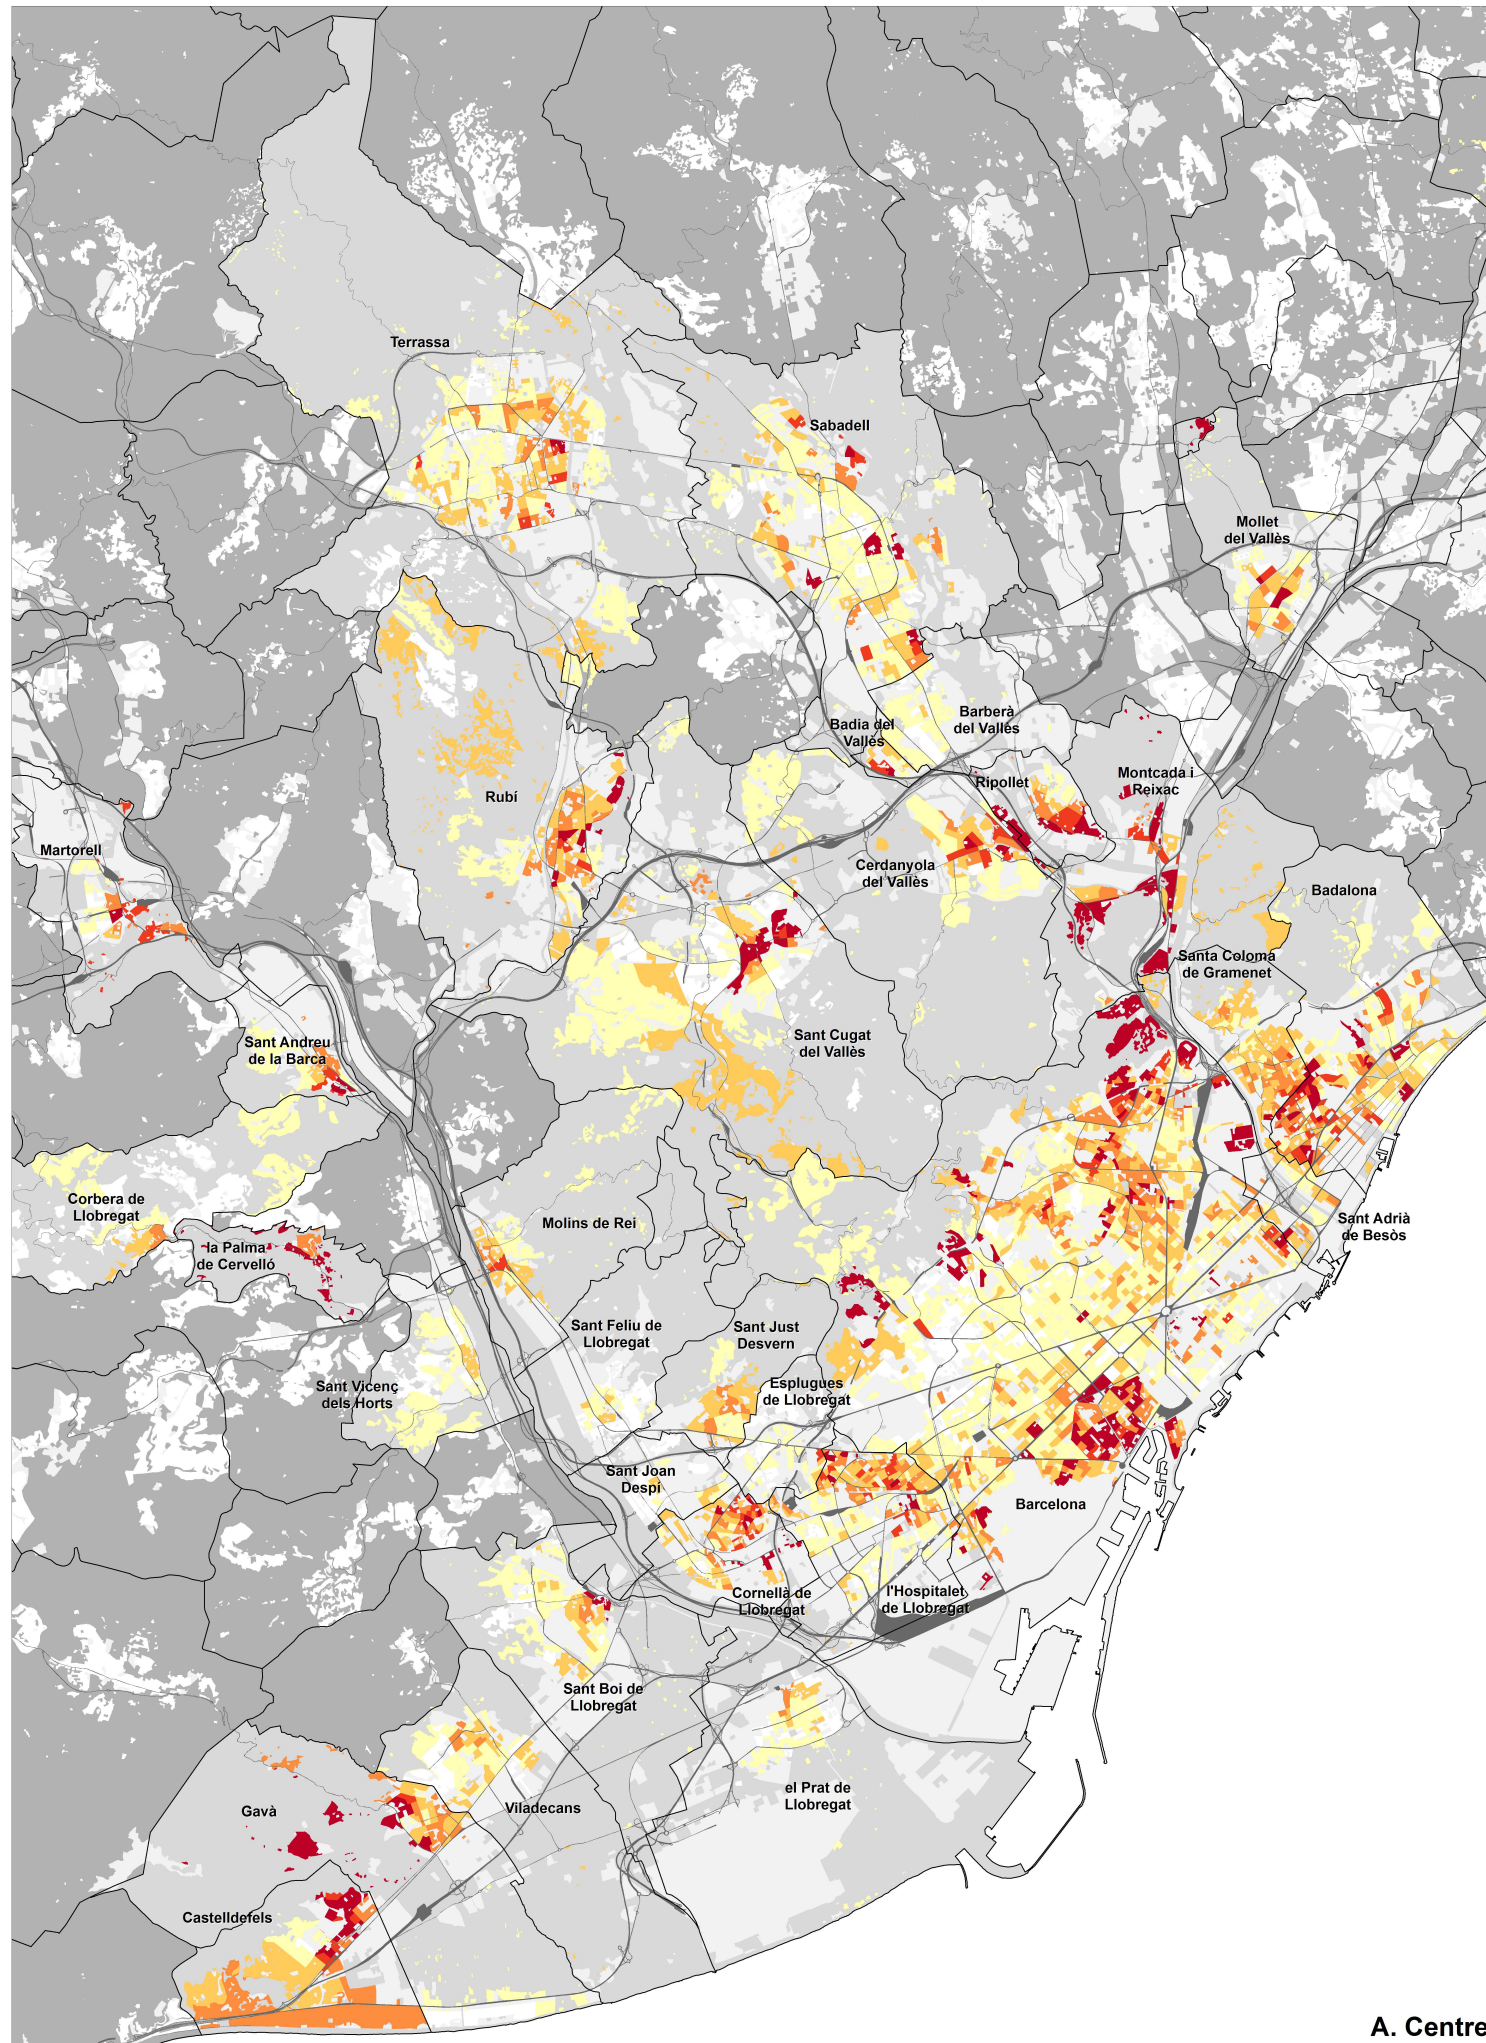 Terrassa
Sabadell
Mollet
del Vallès
Badia del
Vallès
Barberà
del Vallès
Ripollet
Montcada i
Reixac
Rubí
Martorell
Cerdanyola
del Vallès
Badalona
Santa Coloma
de Gramenet
Sant Andreu
de la Barca
Sant Cugat
del Vallès
Corbera de
Llobregat
la Palma
de Cervelló
Molins de Rei
Sant Adrià
de Besòs
Sant Feliu de
Llobregat
Sant Just
Desvern
Sant Vicenç
dels Horts
Esplugues
de Llobregat
Sant Joan
Despí
Barcelona
Cornellà de
Llobregat
l'Hospitalet
de Llobregat
Sant Boi de
Llobregat
el Prat de
Llobregat
Gavà
Viladecans
Castelldefels
A. Centre